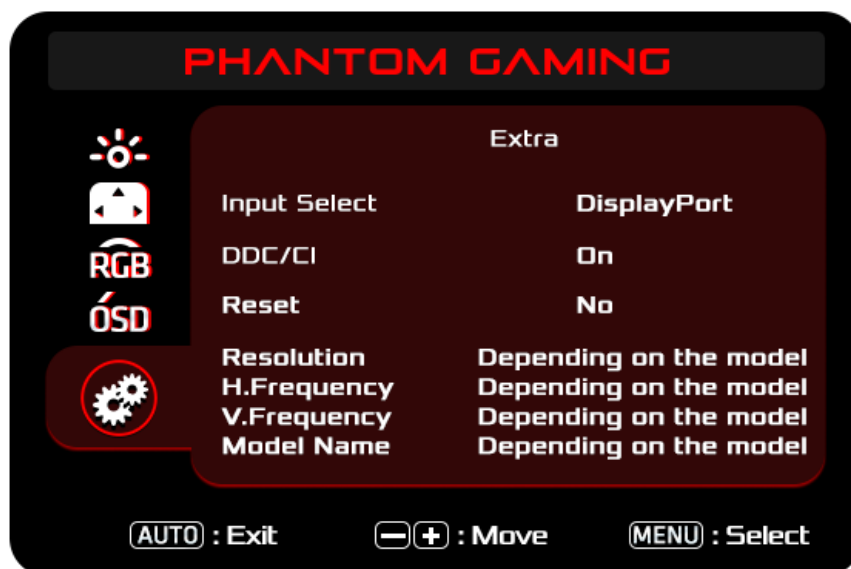 PHANTOM GAMING
Extra
Input Select DisplayPort
DDC/CI On
RGB
Reset No
OSD
Resolution Depending on the model
H.Frequency Depending on the model
V.Frequency Depending on the model
Model Name Depending on the model
AUTO : Exit - + : Move MENU : Select